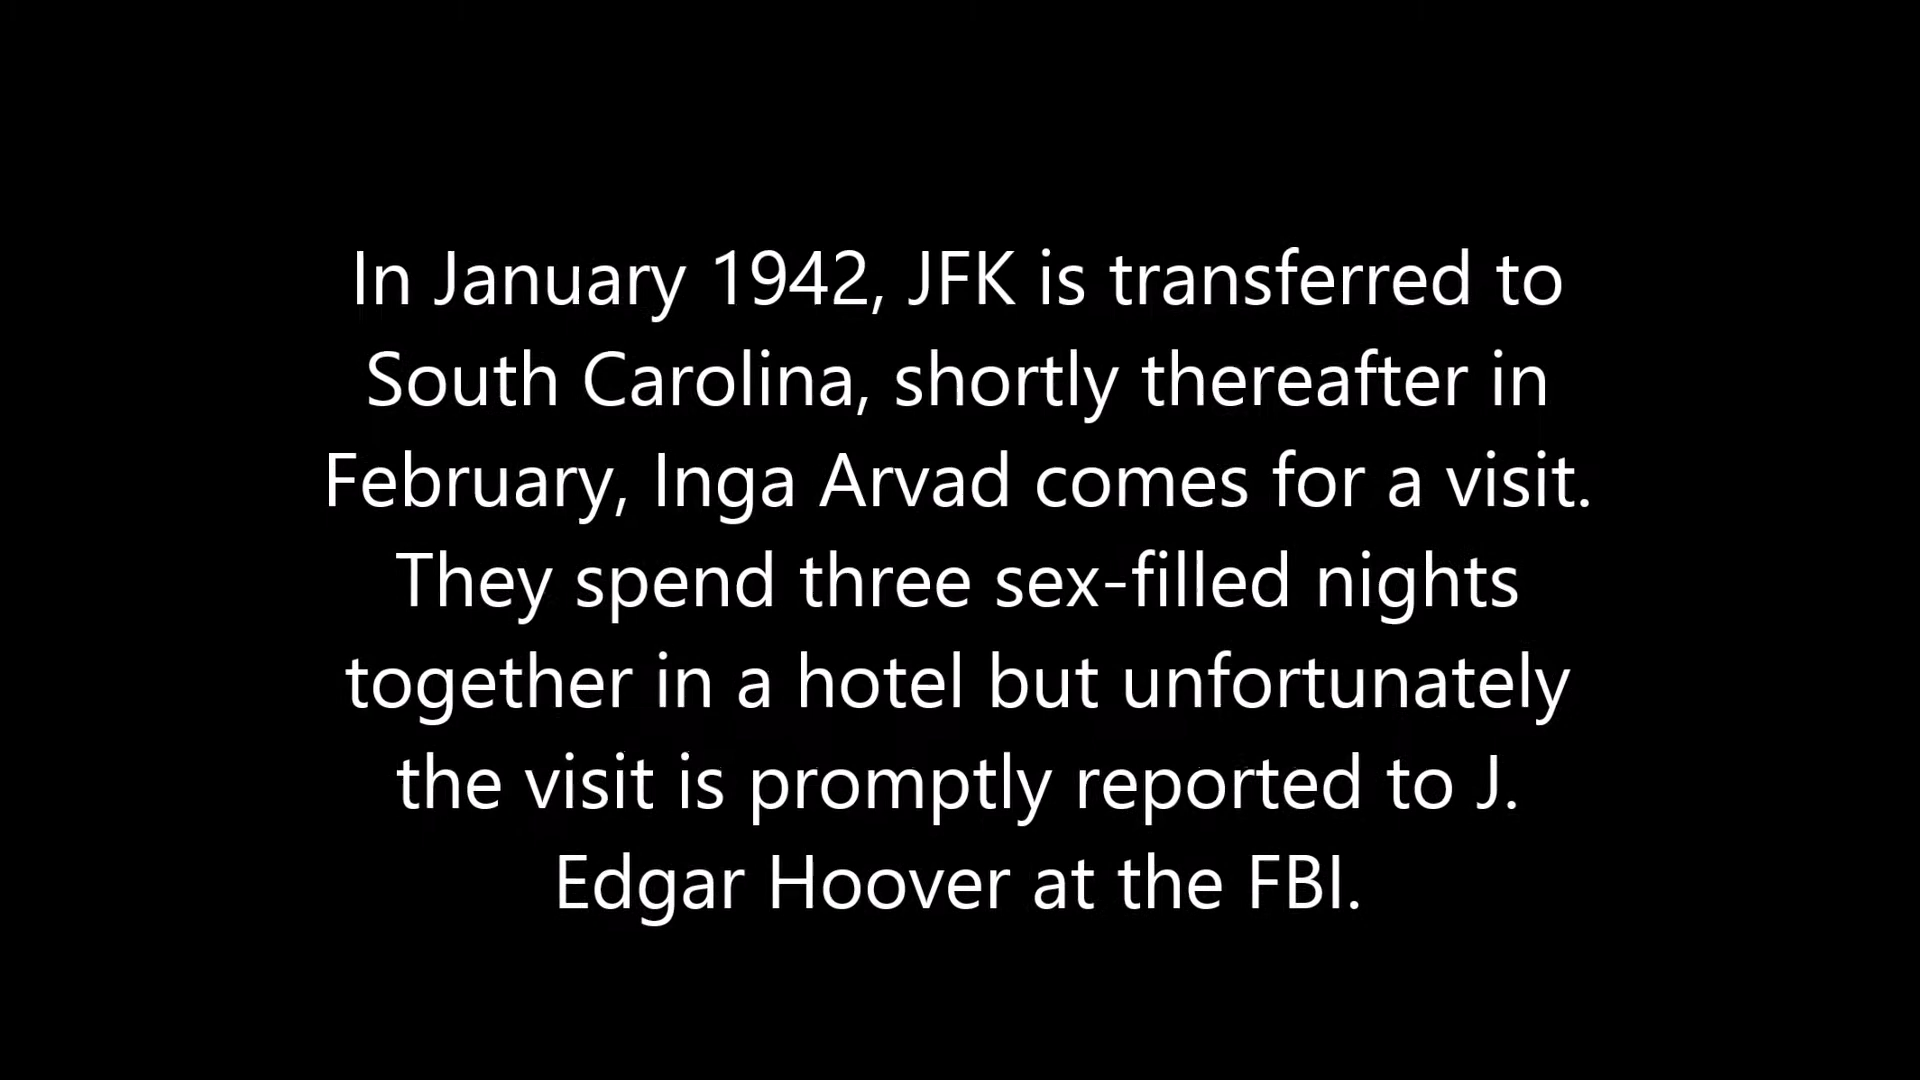 In January 1942, JFK is transferred to
South Carolina, shortly thereafter in
February, Inga Arvad comes for a visit.
They spend three sex-filled nights
together in a hotel but unfortunately
the visit is promptly reported to J.
Edgar Hoover at the FBI.